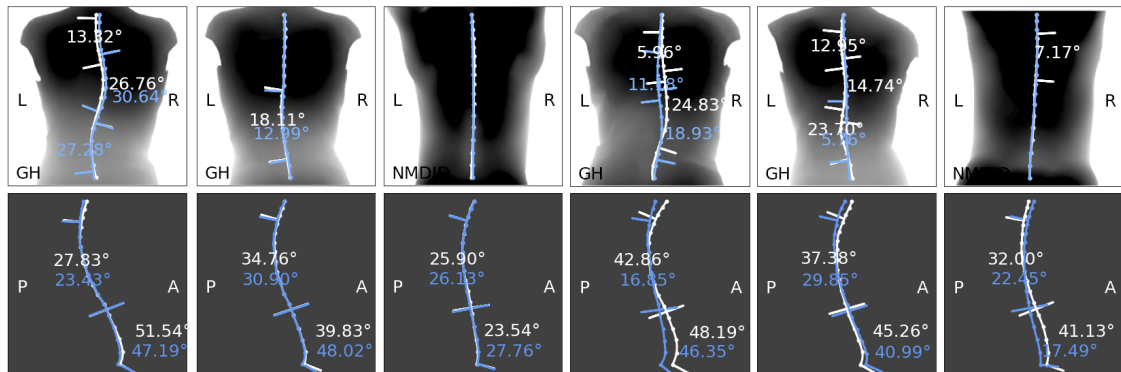 13.32°
26.76°
30.64°
L
R
27.28°
GH
18.11°
12.99°
L
R
GH
L
R
5.96°
24.83°
18.93°
L
R
GH
12.95°
14.74°
23.70°
L
R
GH
7.17°
L
R
27.83°
23.43°
P
A
51.54°
47.19°
34.76°
30.90°
P
A
39.83°
48.02°
25.90°
26.13°
P
A
23.54°
27.76°
42.86°
16.85°
P
A
48.19°
46.35°
37.38°
29.85°
P
A
45.26°
40.99°
32.00°
22.45°
P
A
41.13°